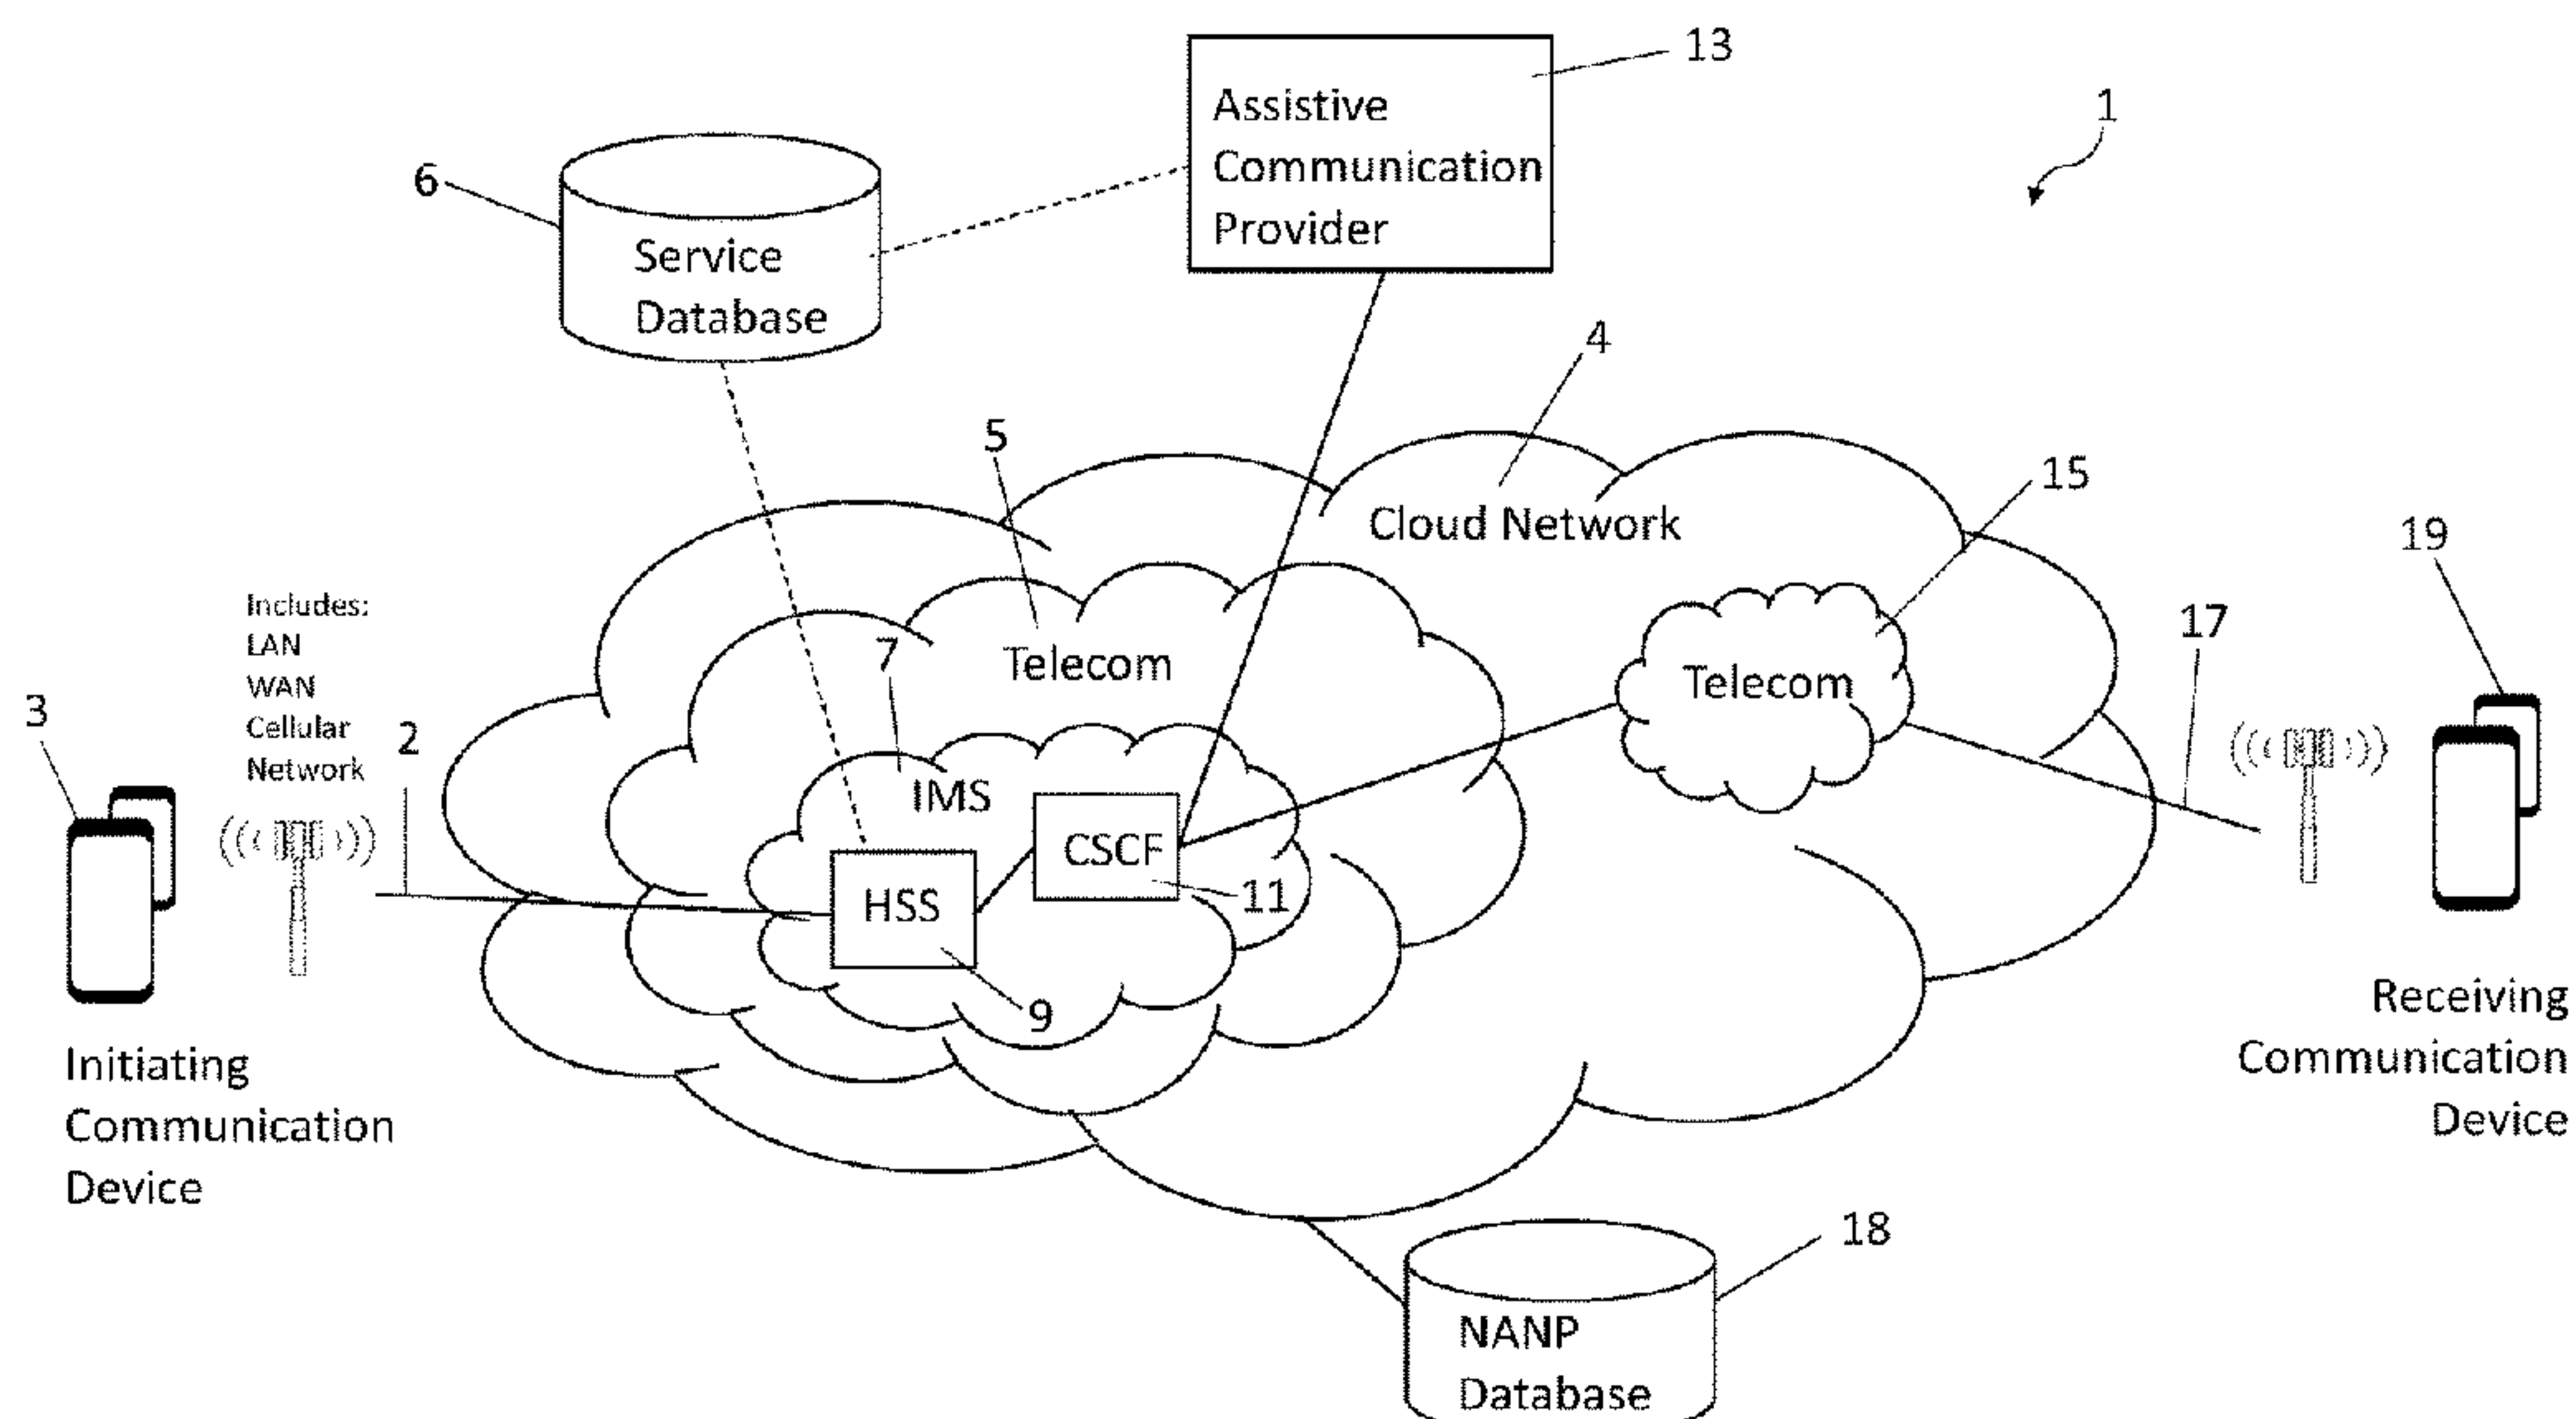 13
Assistive
Communication
Provider
1
6
Service
Database
4
5
Cloud Network
15
19
Includes:
LAN
WAN
Cellular
Network
7
Telecom
Telecom
17
3
2
IMS
CSCF
11
HSS
9
Initiating
Communication
Device
Receiving
Communication
Device
18
NANP
Database